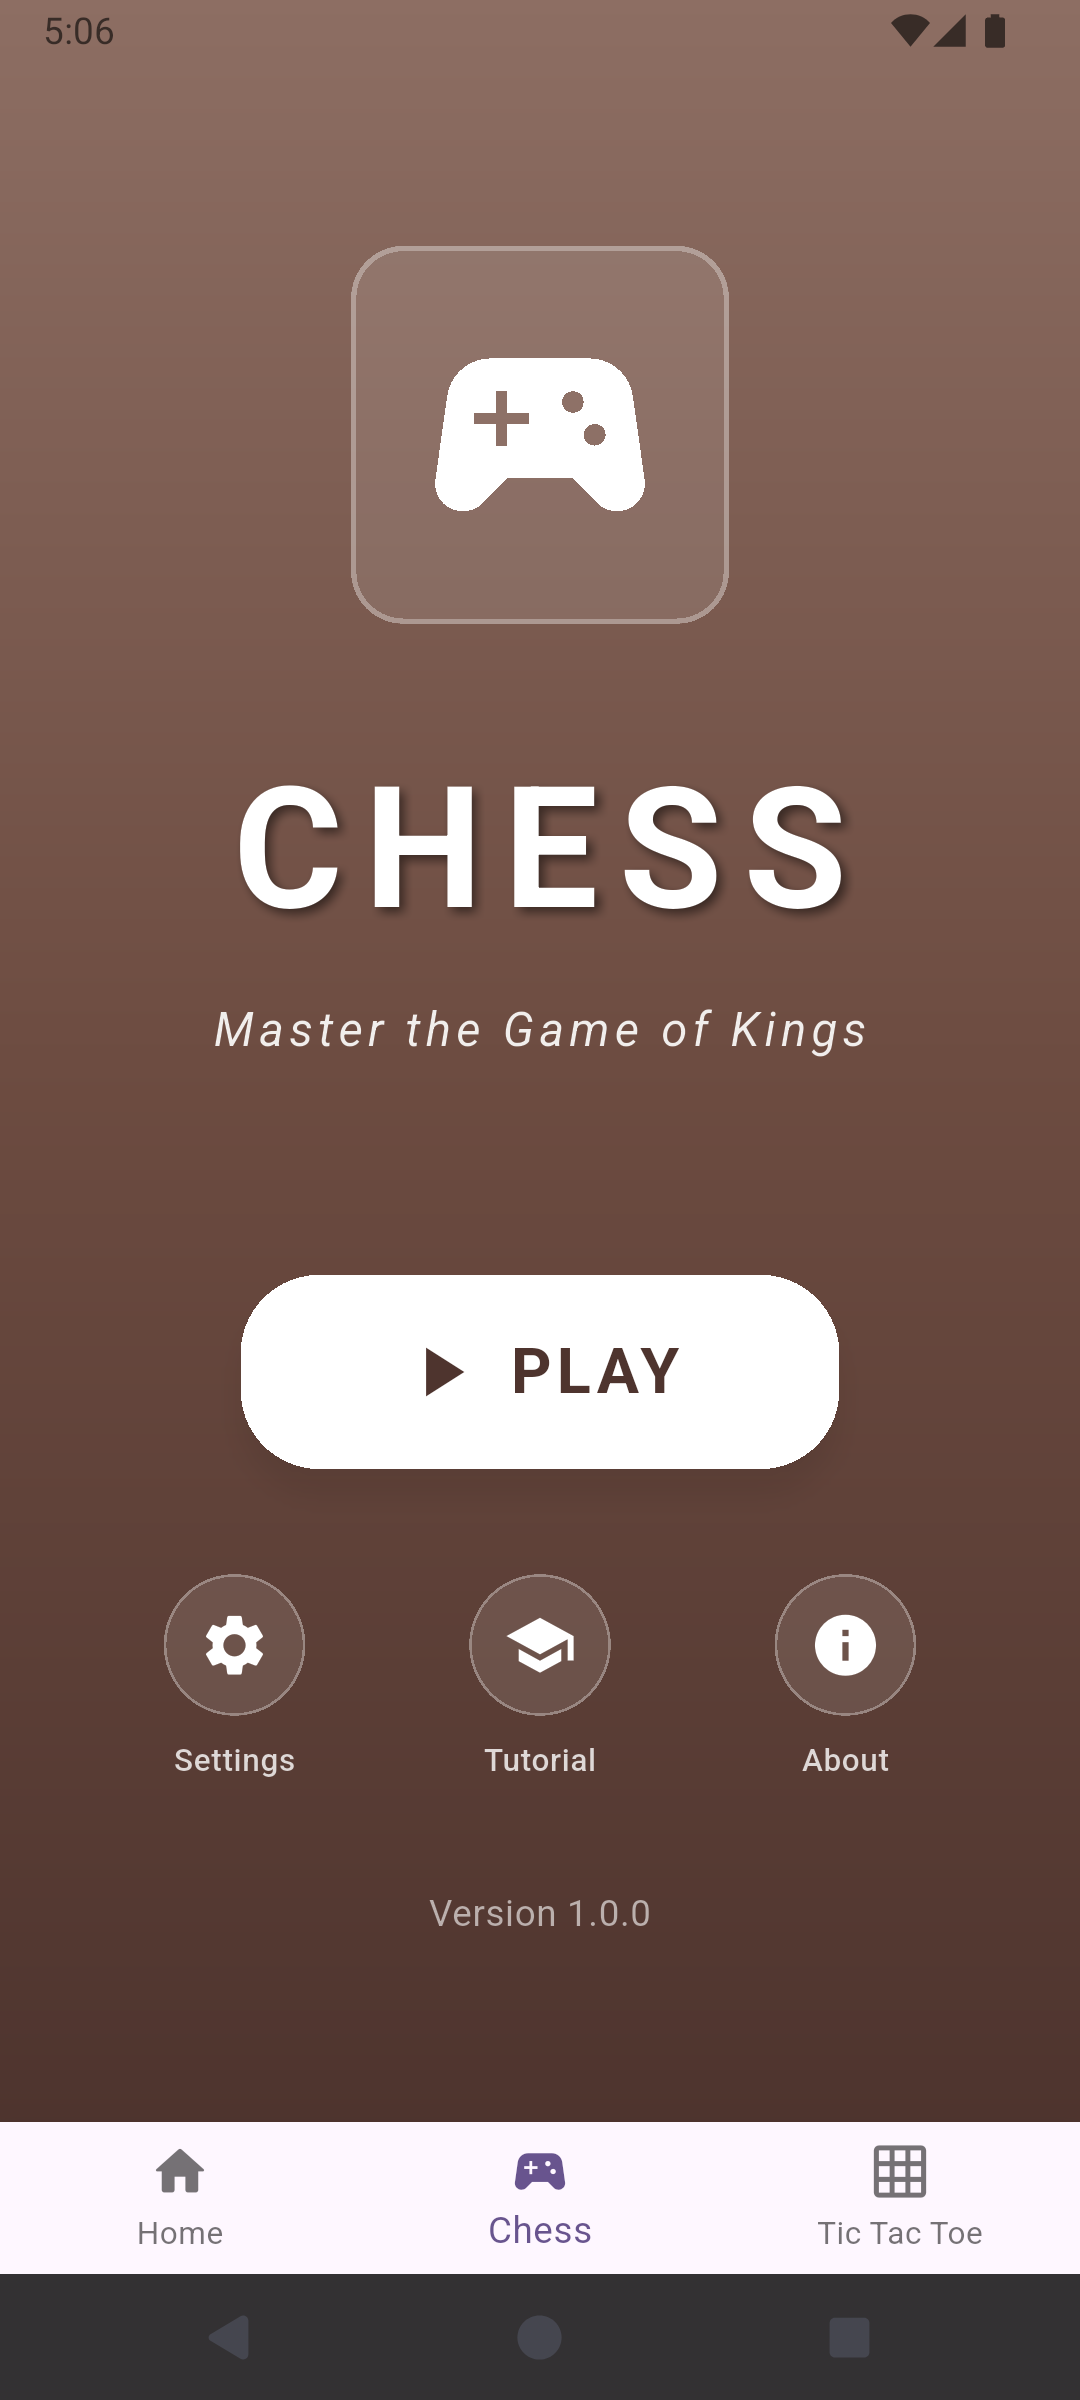 5:06
CHESS
Master the Game of Kings
PLAY
Settings
Tutorial
About
Version 1.0.0
Home
Chess
Tic Tac Toe